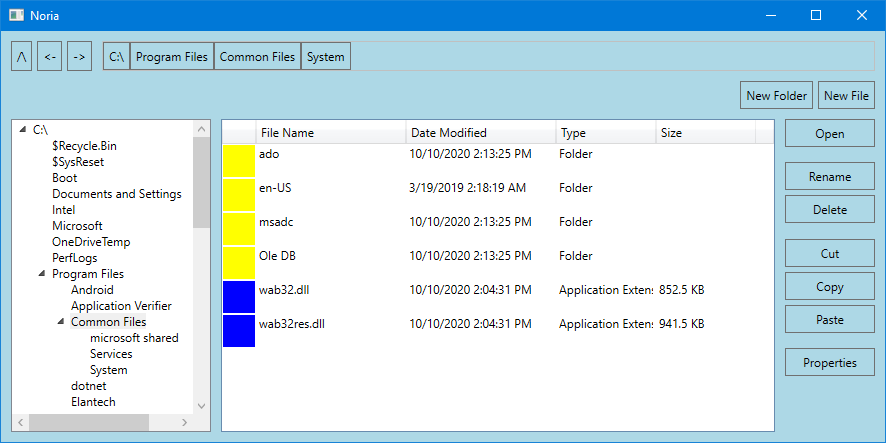 Noria
/\ <- -> C:\ Program Files Common Files System
New Folder New File
C:\
$Recycle.Bin
$SysReset
Boot
Documents and Settings
Intel
Microsoft
OneDriveTemp
PerfLogs
Program Files
Android
Application Verifier
Common Files
microsoft shared
Services
System
dotnet
Elantech
File Name Date Modified Type Size
ado 10/10/2020 2:13:25 PM Folder
en-US 3/19/2019 2:18:19 AM Folder
msadc 10/10/2020 2:13:25 PM Folder
Ole DB 10/10/2020 2:13:25 PM Folder
wab32.dll 10/10/2020 2:04:31 PM Application Exten 852.5 KB
wab32res.dll 10/10/2020 2:04:31 PM Application Exten 941.5 KB
Open
Rename
Delete
Cut
Copy
Paste
Properties